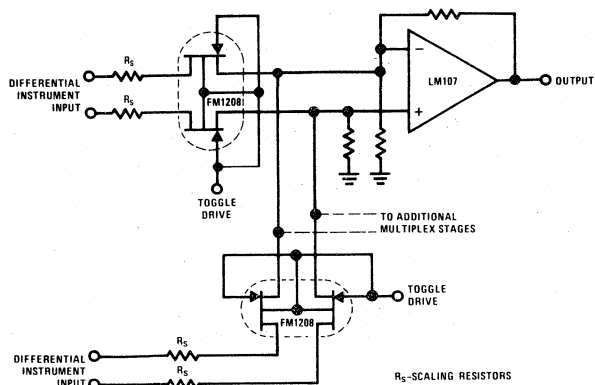 Rs
DIFFERENTIAL
INSTRUMENT
INPUT
Rs
FM1208
−
LM107
+
OUTPUT
TOGGLE
DRIVE
TO ADDITIONAL
MULTIPLEX STAGES
TOGGLE
DRIVE
FM1208
Rs
DIFFERENTIAL
INSTRUMENT
INPUT
Rs
Rs-SCALING RESISTORS